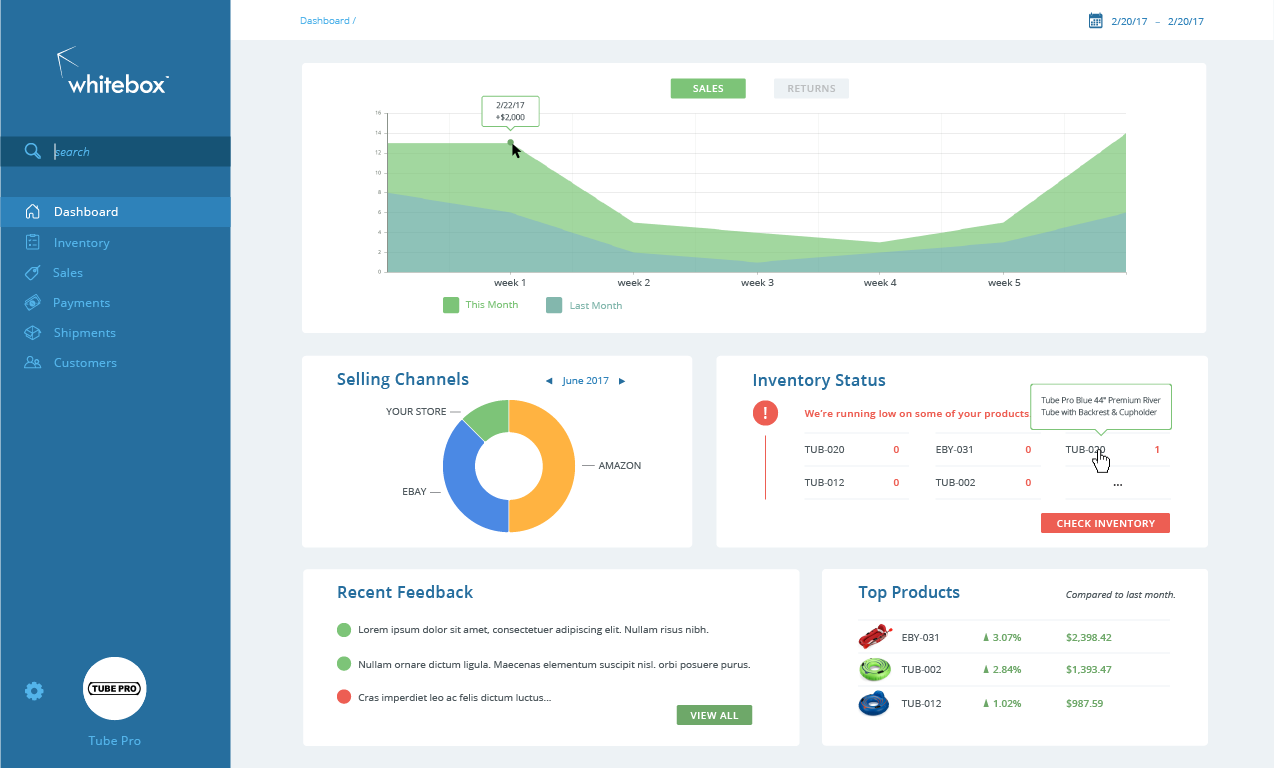 whitebox
search
Dashboard
Inventory
Sales
Payments
Shipments
Customers
TUBE PRO
Tube Pro
Dashboard /
2/20/17 – 2/20/17
SALES
RETURNS
2/22/17
+$2,000
16
14
12
10
8
6
4
2
0
week 1
week 2
week 3
week 4
week 5
This Month
Last Month
Selling Channels
June 2017
YOUR STORE
AMAZON
EBAY
Inventory Status
!
We're running low on some of your products
Tube Pro Blue 44" Premium River
Tube with Backrest & Cupholder
TUB-020 0
EBY-031 0
TUB-020 1
TUB-012 0
TUB-002 0
...
CHECK INVENTORY
Recent Feedback
Lorem ipsum dolor sit amet, consectetuer adipiscing elit. Nullam risus nibh.
Nullam ornare dictum ligula. Maecenas elementum suscipit nisl. orbi posuere purus.
Cras imperdiet leo ac felis dictum luctus...
VIEW ALL
Top Products
Compared to last month.
EBY-031 3.07% $2,398.42
TUB-002 2.84% $1,393.47
TUB-012 1.02% $987.59